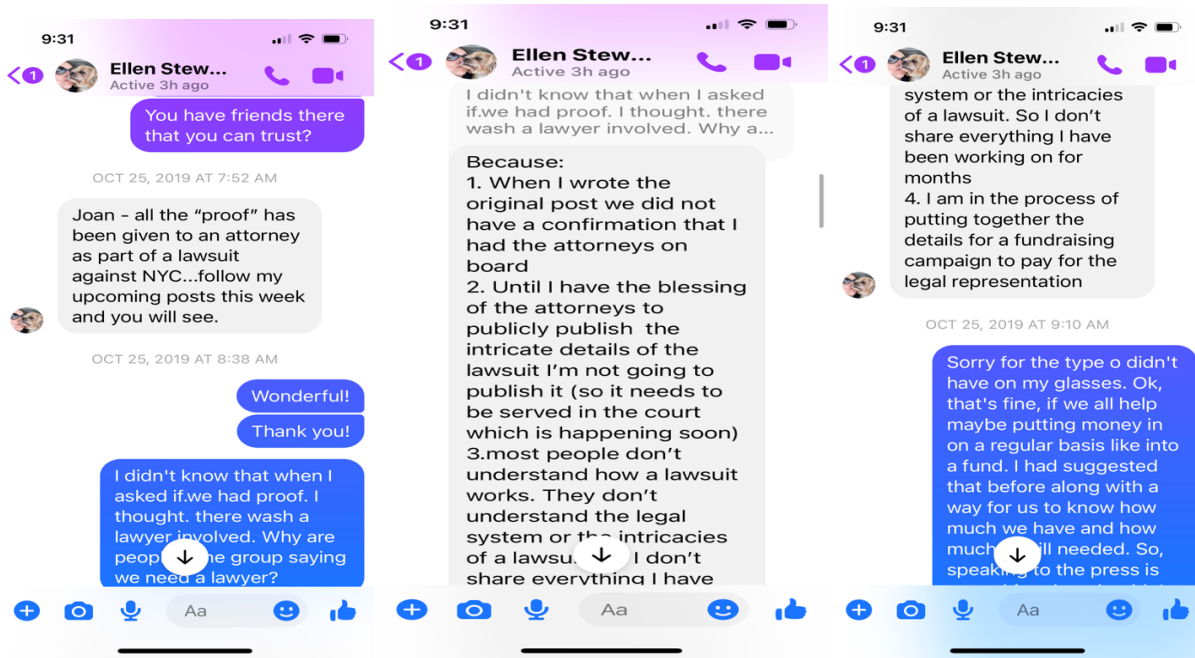 9:31
Ellen Stew...
Active 3h ago
1
You have friends there
that you can trust?
OCT 25, 2019 AT 7:52 AM
Joan - all the “proof” has
been given to an attorney
as part of a lawsuit
against NYC...follow my
upcoming posts this week
and you will see.
OCT 25, 2019 AT 8:38 AM
Wonderful!
Thank you!
I didn't know that when I
asked if.we had proof. I
thought. there wash a
lawyer involved. Why are
group saying
we need a lawyer?
Aa
9:31
Ellen Stew...
Active 3h ago
1
I didn't know that when I asked
if.we had proof. I thought. there
wash a lawyer involved. Why a...
Because:
1. When I wrote the
original post we did not
have a confirmation that I
had the attorneys on
board
2. Until I have the blessing
of the attorneys to
publicly publish the
intricate details of the
lawsuit I’m not going to
publish it (so it needs to
be served in the court
which is happening soon)
3.most people don’t
understand how a lawsuit
works. They don’t
understand the legal
system or the intricacies
of a I don’t
share everything I have
Aa
9:31
Ellen Stew...
Active 3h ago
1
system or the intricacies
of a lawsuit. So I don’t
share everything I have
been working on for
months
4. I am in the process of
putting together the
details for a fundraising
campaign to pay for the
legal representation
OCT 25, 2019 AT 9:10 AM
Sorry for the type o didn't
have on my glasses. Ok,
that's fine, if we all help
maybe putting money in
on a regular basis like into
a fund. I had suggested
that before along with a
way for us to know how
much we have and how
much needed. So,
speaking to the press is
Aa